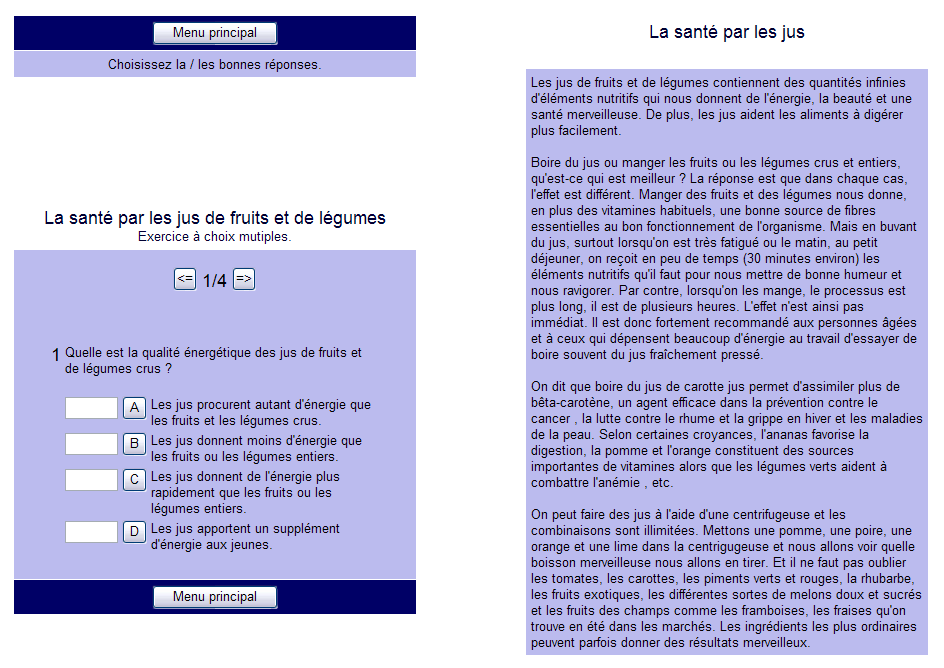 Menu principal
Choisissez la / les bonnes réponses.
La santé par les jus de fruits et de légumes
Exercice à choix mutiples.
<= 1/4 =>
1 Quelle est la qualité énergétique des jus de fruits et
de légumes crus ?
A Les jus procurent autant d'énergie que
les fruits et les légumes crus.
B Les jus donnent moins d'énergie que
les fruits ou les légumes entiers.
C Les jus donnent de l'énergie plus
rapidement que les fruits ou les
légumes entiers.
D Les jus apportent un supplément
d'énergie aux jeunes.
Menu principal
La santé par les jus
Les jus de fruits et de légumes contiennent des quantités infinies
d'éléments nutritifs qui nous donnent de l'énergie, la beauté et une
santé merveilleuse. De plus, les jus aident les aliments à digérer
plus facilement.
Boire du jus ou manger les fruits ou les légumes crus et entiers,
qu'est-ce qui est meilleur ? La réponse est que dans chaque cas,
l'effet est différent. Manger des fruits et des légumes nous donne,
en plus des vitamines habituels, une bonne source de fibres
essentielles au bon fonctionnement de l'organisme. Mais en buvant
du jus, surtout lorsqu'on est très fatigué ou le matin, au petit
déjeuner, on reçoit en peu de temps (30 minutes environ) les
éléments nutritifs qu'il faut pour nous mettre de bonne humeur et
nous ravigorer. Par contre, lorsqu'on les mange, le processus est
plus long, il est de plusieurs heures. L'effet n'est ainsi pas
immédiat. Il est donc fortement recommandé aux personnes âgées
et à ceux qui dépensent beaucoup d'énergie au travail d'essayer de
boire souvent du jus fraîchement pressé.
On dit que boire du jus de carotte jus permet d'assimiler plus de
bêta-carotène, un agent efficace dans la prévention contre le
cancer , la lutte contre le rhume et la grippe en hiver et les maladies
de la peau. Selon certaines croyances, l'ananas favorise la
digestion, la pomme et l'orange constituent des sources
importantes de vitamines alors que les légumes verts aident à
combattre l'anémie , etc.
On peut faire des jus à l'aide d'une centrifugeuse et les
combinaisons sont illimitées. Mettons une pomme, une poire, une
orange et une lime dans la centrigugeuse et nous allons voir quelle
boisson merveilleuse nous allons en tirer. Et il ne faut pas oublier
les tomates, les carottes, les piments verts et rouges, la rhubarbe,
les fruits exotiques, les différentes sortes de melons doux et sucrés
et les fruits des champs comme les framboises, les fraises qu'on
trouve en été dans les marchés. Les ingrédients les plus ordinaires
peuvent parfois donner des résultats merveilleux.